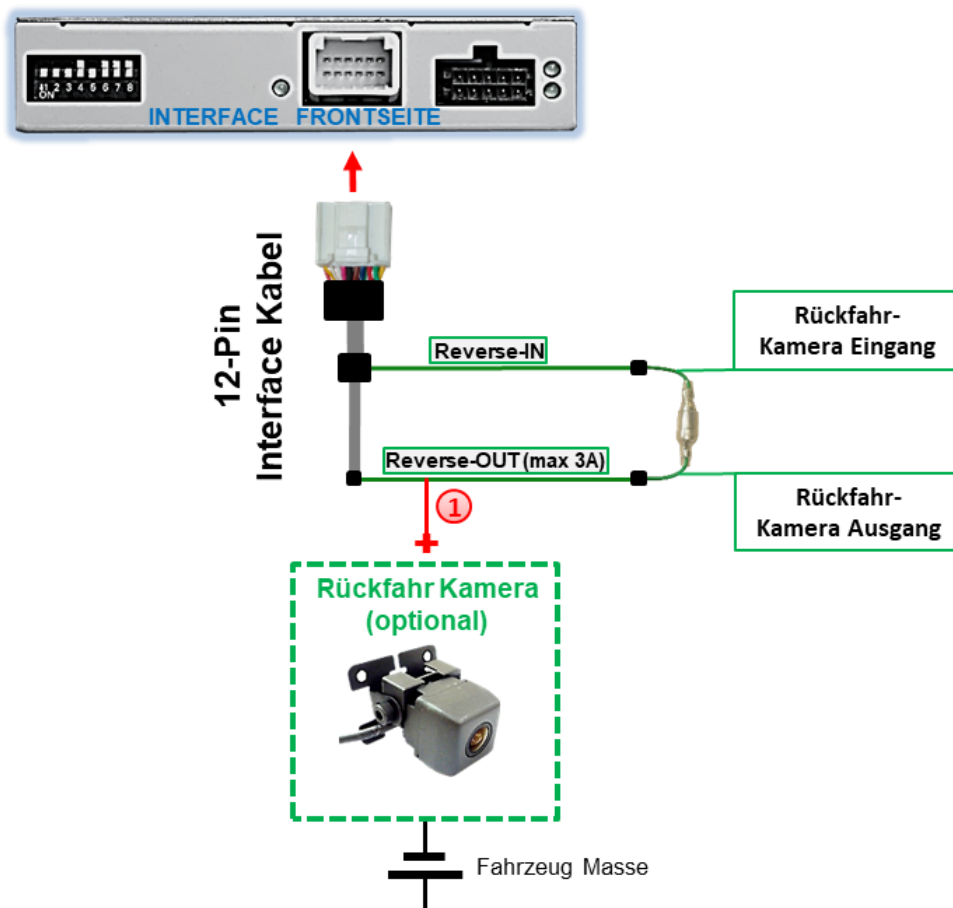 1 2 3 4 5 6 7 8
ON
INTERFACE FRONTSEITE
12-Pin
Interface Kabel
Reverse-IN
Rückfahr-
Kamera Eingang
Reverse-OUT (max 3A)
Rückfahr-
Kamera Ausgang
1
+
Rückfahr Kamera
(optional)
Fahrzeug Masse